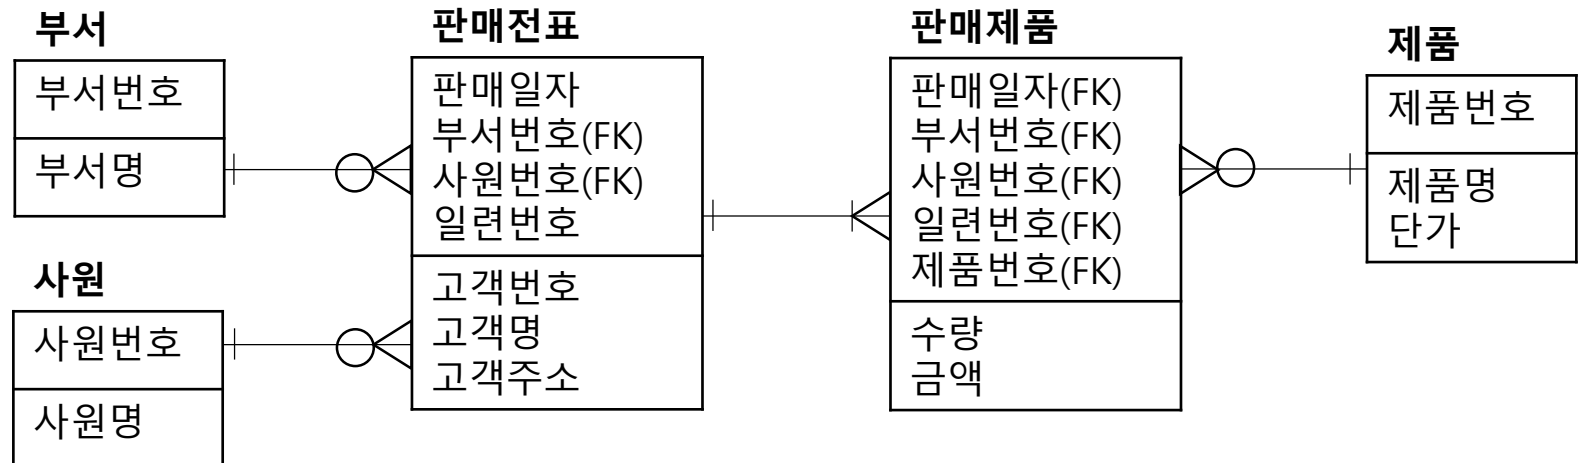 부서
부서번호
부서명
사원
사원번호
사원명
판매전표
판매일자
부서번호(FK)
사원번호(FK)
일련번호
고객번호
고객명
고객주소
판매제품
판매일자(FK)
부서번호(FK)
사원번호(FK)
일련번호(FK)
제품번호(FK)
수량
금액
제품
제품번호
제품명
단가